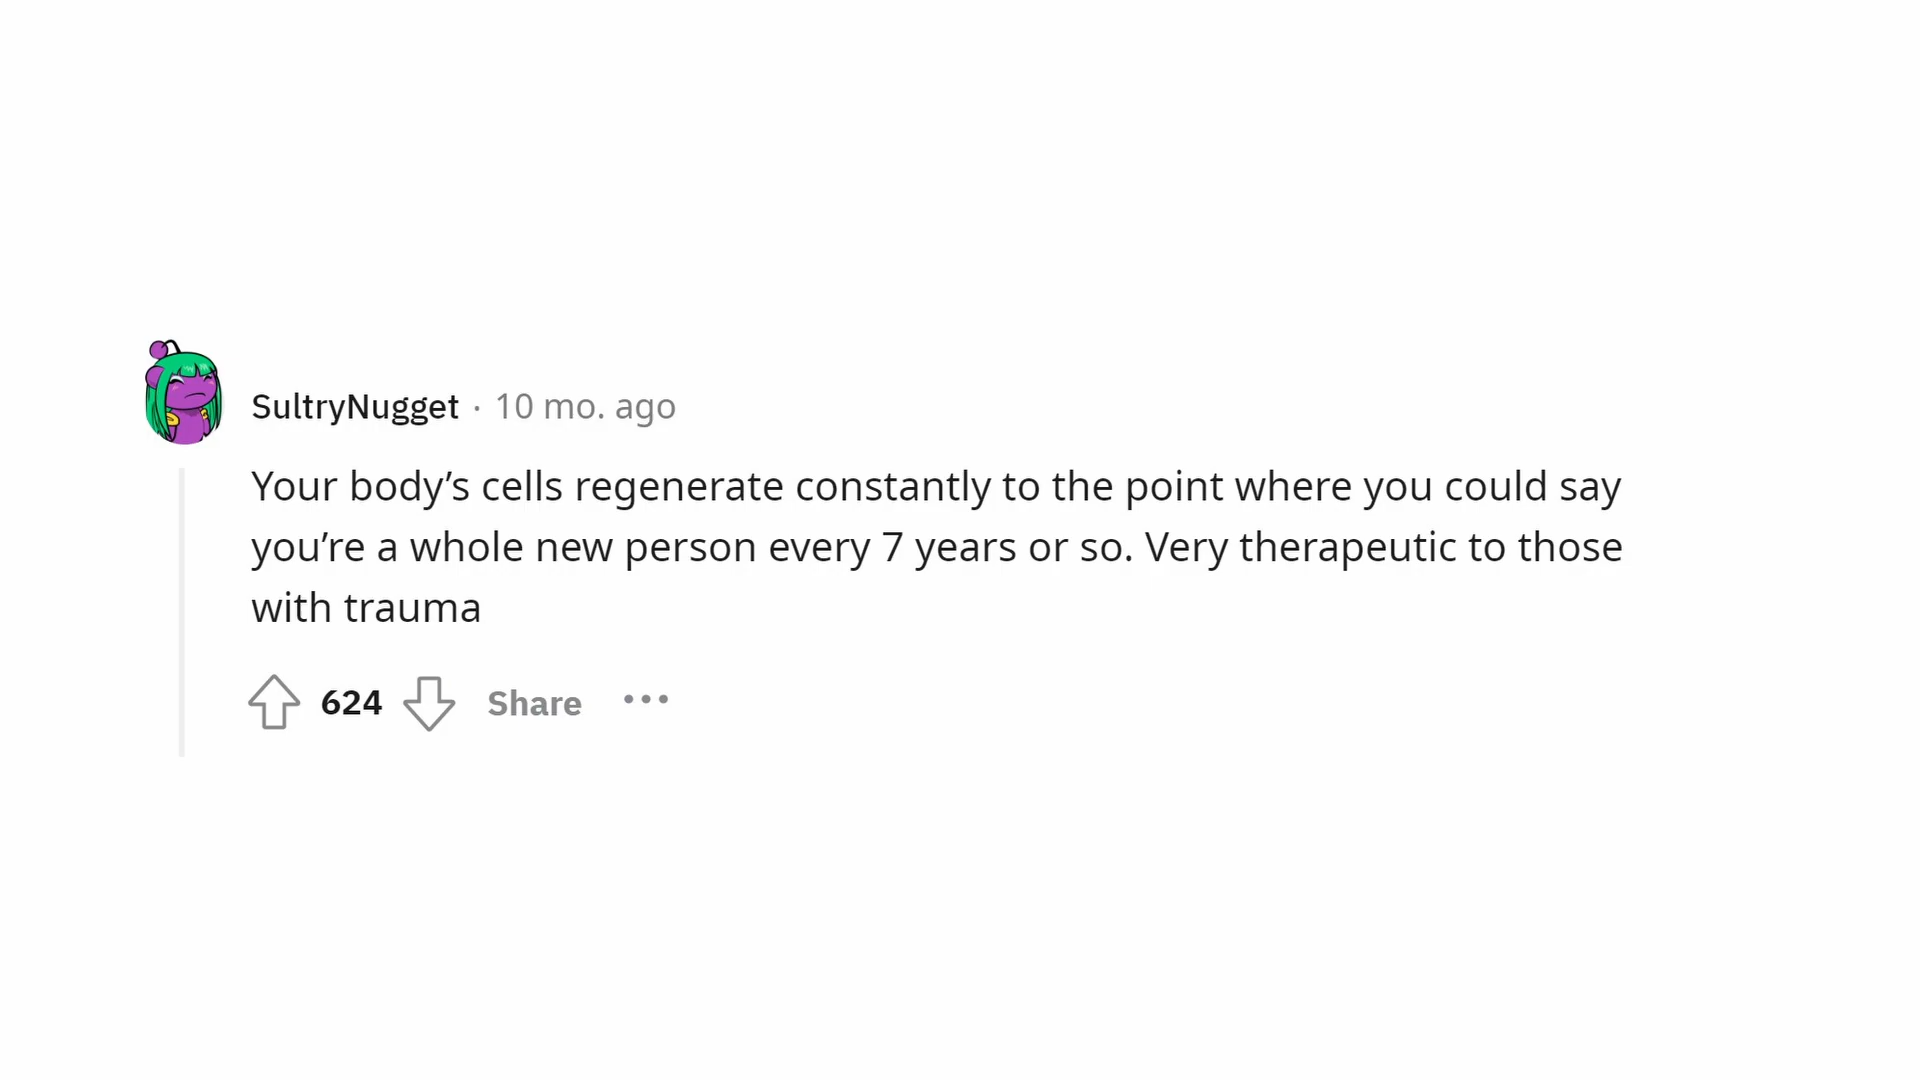 SultryNugget · 10 mo. ago
Your body’s cells regenerate constantly to the point where you could say
you’re a whole new person every 7 years or so. Very therapeutic to those
with trauma
624 Share ···